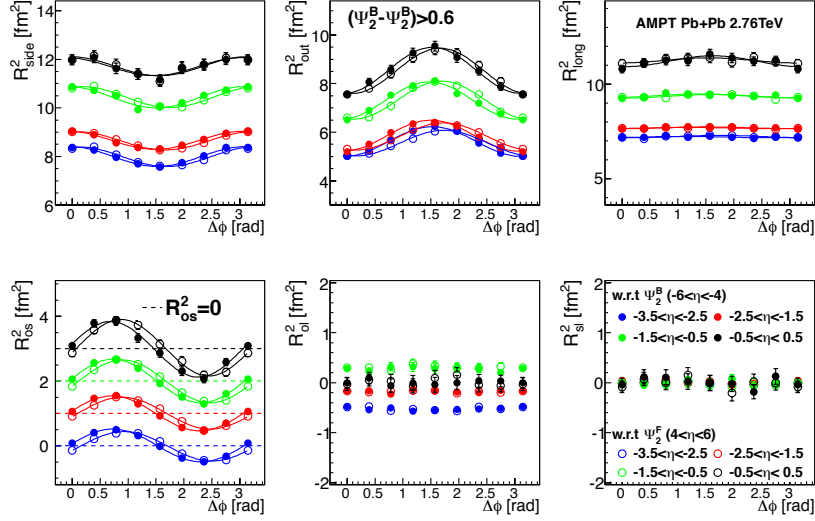 R²side [fm²]
12
10
8
6
0 0.5 1 1.5 2 2.5 3
Δϕ [rad]
(Ψ₂ᴮ-Ψ₂ᴮ)>0.6
R²out [fm²]
10
8
6
4
0 0.5 1 1.5 2 2.5 3
Δϕ [rad]
AMPT Pb+Pb 2.76TeV
R²long [fm²]
10
5
0 0.5 1 1.5 2 2.5 3
Δϕ [rad]
R²os [fm²]
R²os=0
4
2
0
0 0.5 1 1.5 2 2.5 3
Δϕ [rad]
R²ol [fm²]
2
1
0
-1
-2
0 0.5 1 1.5 2 2.5 3
Δϕ [rad]
R²sl [fm²]
2
1
0
-1
-2
w.r.t Ψ₂ᴮ (-6<η<-4)
-3.5<η<-2.5 -2.5<η<-1.5
-1.5<η<-0.5 -0.5<η< 0.5
w.r.t Ψ₂ᶠ (4<η<6)
-3.5<η<-2.5 -2.5<η<-1.5
-1.5<η<-0.5 -0.5<η< 0.5
0 0.5 1 1.5 2 2.5 3
Δϕ [rad]